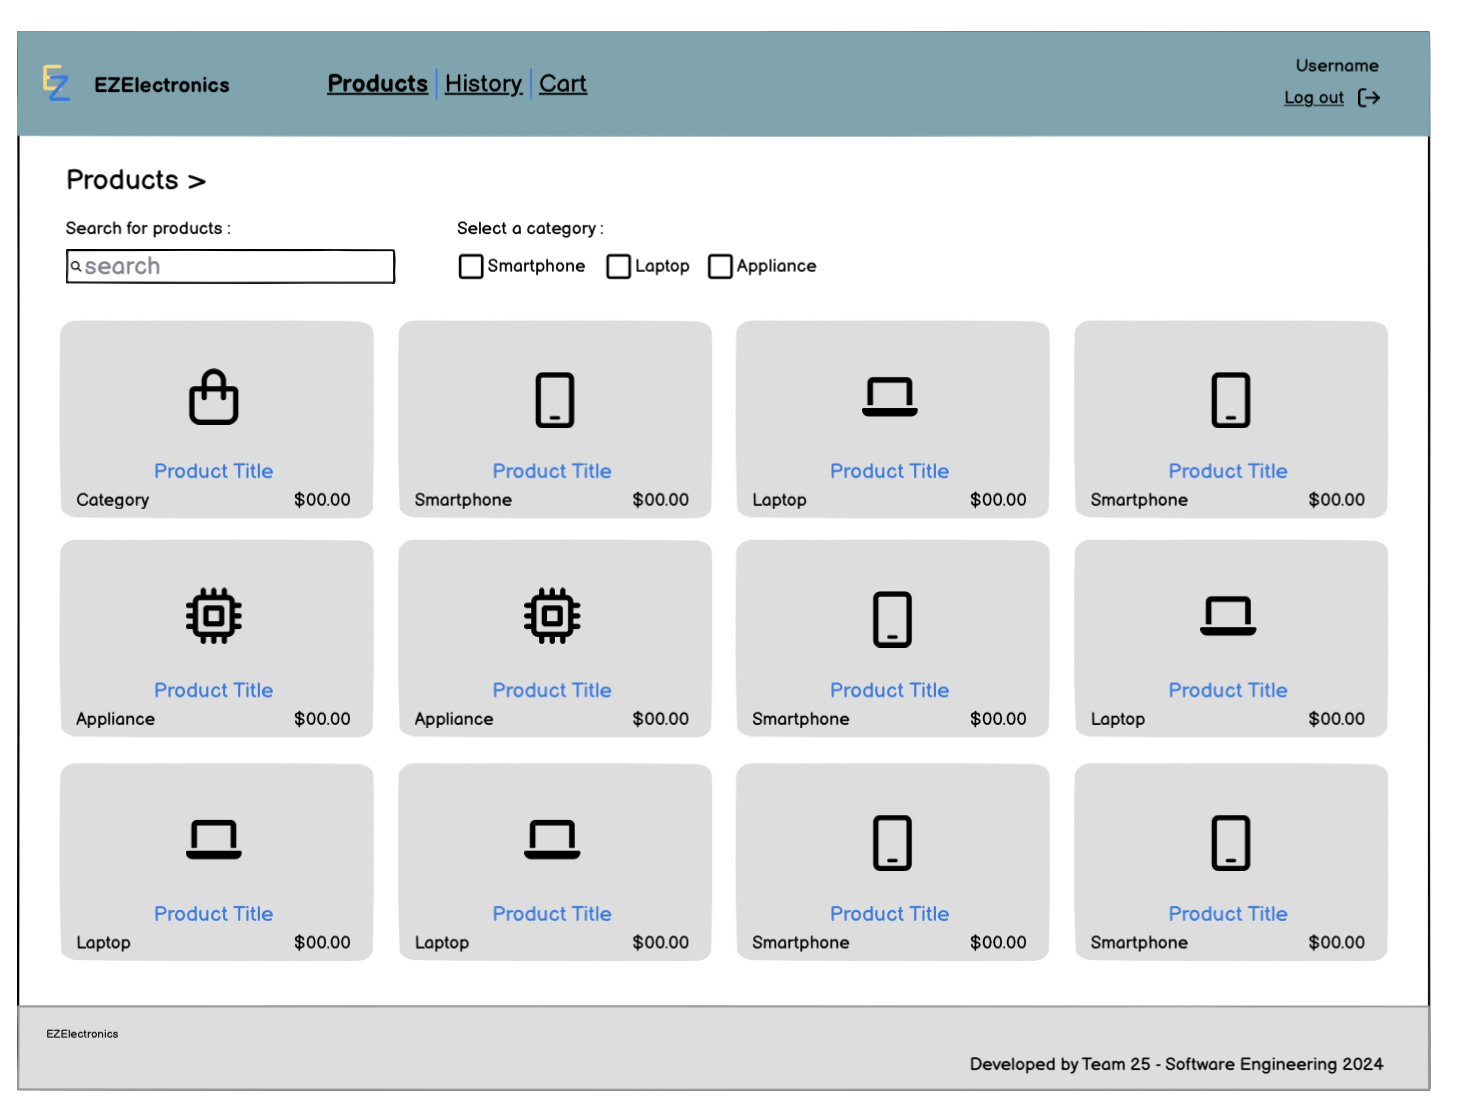 EZ EZElectronics Products History Cart Username
Log out
Products >
Search for products : Select a category :
search Smartphone Laptop Appliance
Product Title Product Title Product Title Product Title
Category $00.00 Smartphone $00.00 Laptop $00.00 Smartphone $00.00
Product Title Product Title Product Title Product Title
Appliance $00.00 Appliance $00.00 Smartphone $00.00 Laptop $00.00
Product Title Product Title Product Title Product Title
Laptop $00.00 Laptop $00.00 Smartphone $00.00 Smartphone $00.00
EZElectronics
Developed by Team 25 - Software Engineering 2024